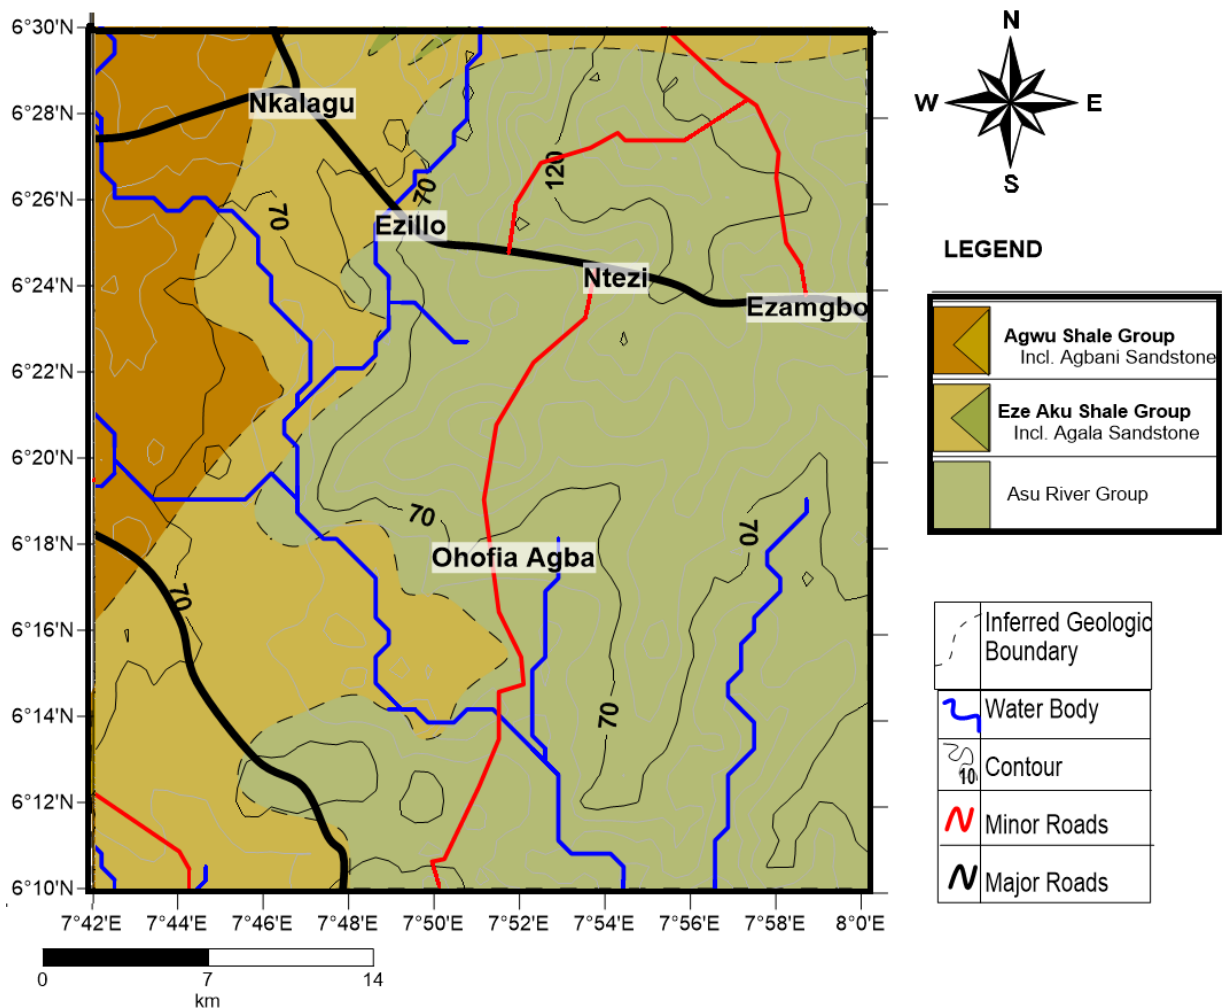 6°30'N
6°28'N
6°26'N
6°24'N
6°22'N
6°20'N
6°18'N
6°16'N
6°14'N
6°12'N
6°10'N
7°42'E
7°44'E
7°46'E
7°48'E
7°50'E
7°52'E
7°54'E
7°56'E
7°58'E
8°0'E
Nkalagu
120
70
70
Ezillo
Ntezi
Ezamgbo
70
70
Ohofia Agba
70
70
0
7
14
km
N
W
E
S
LEGEND
Agwu Shale Group
Incl. Agbani Sandstone
Eze Aku Shale Group
Incl. Agala Sandstone
Asu River Group
Inferred Geologic
Boundary
Water Body
10
Contour
Minor Roads
Major Roads